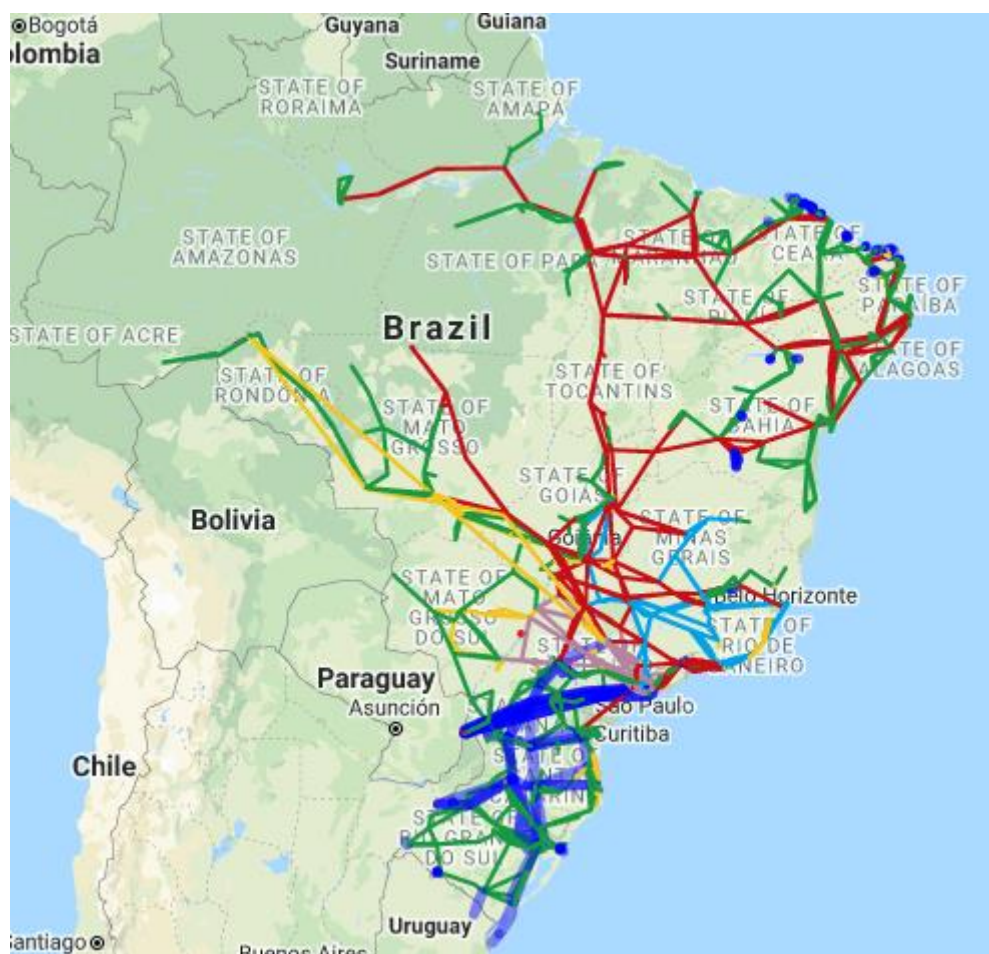 Bogotá
lombia
Guyana
Guiana
Suriname
STATE OF
RORAIMA
STATE OF
AMAPÁ
STATE OF
AMAZONAS
STATE OF PARÁ
STATE OF
CEARÁ
STATE OF
PARAÍBA
STATE OF ACRE
Brazil
STATE OF
RONDÔNIA
STATE OF
TOCANTINS
ALAGOAS
STATE OF
MATO
GROSSO
STATE OF
BAHIA
STATE OF
GOIÁS
Bolivia
Goiânia
STATE OF
MINAS
GERAIS
STATE OF
MATO
GROSSO
DO SUL
Belo Horizonte
STATE OF
RIO DE
JANEIRO
Paraguay
Asunción
São Paulo
Curitiba
Chile
STATE OF
RIO GRANDE
DO SUL
Uruguay
Santiago
Buenos Aires